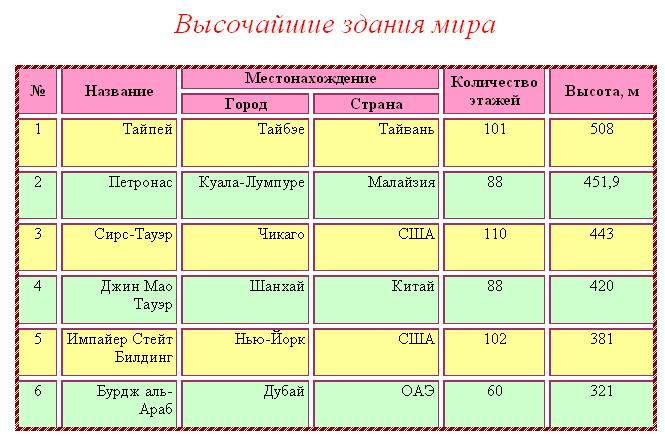 Высочайшие здания мира
№ Название Местонахождение Количество этажей Высота, м
Город Страна
1 Тайпей Тайбэе Тайвань 101 508
2 Петронас Куала-Лумпуре Малайзия 88 451,9
3 Сирс-Тауэр Чикаго США 110 443
4 Джин Мао Тауэр Шанхай Китай 88 420
5 Импайер Стейт Билдинг Нью-Йорк США 102 381
6 Бурдж аль-Араб Дубай ОАЭ 60 321